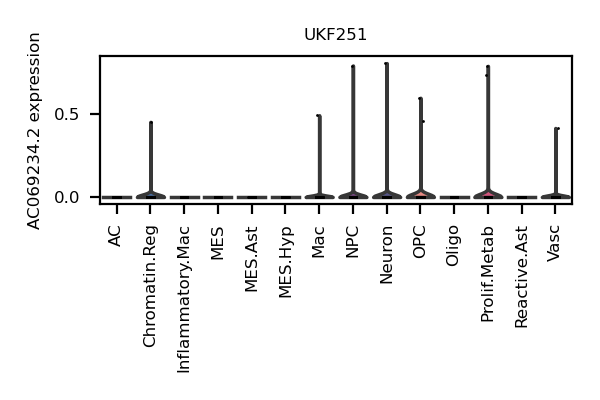 UKF251
AC069234.2 expression
0.5
0.0
AC
Chromatin.Reg
Inflammatory.Mac
MES
MES.Ast
MES.Hyp
Mac
NPC
Neuron
OPC
Oligo
Prolif.Metab
Reactive.Ast
Vasc